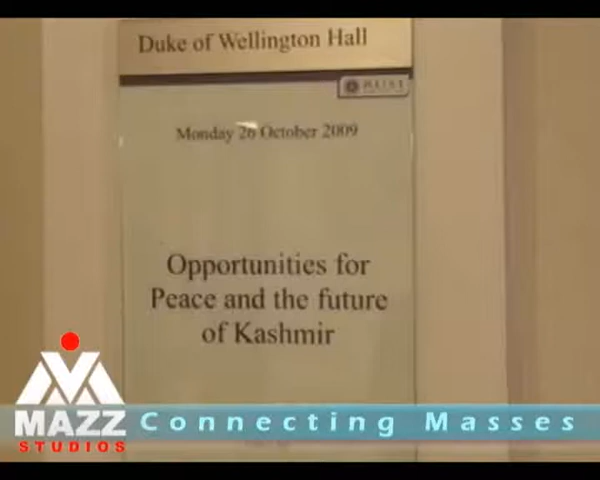 Duke of Wellington Hall
RUSI
Monday 26 October 2009
Opportunities for
Peace and the future
of Kashmir
MAZZ
STUDIOS
Connecting Masses